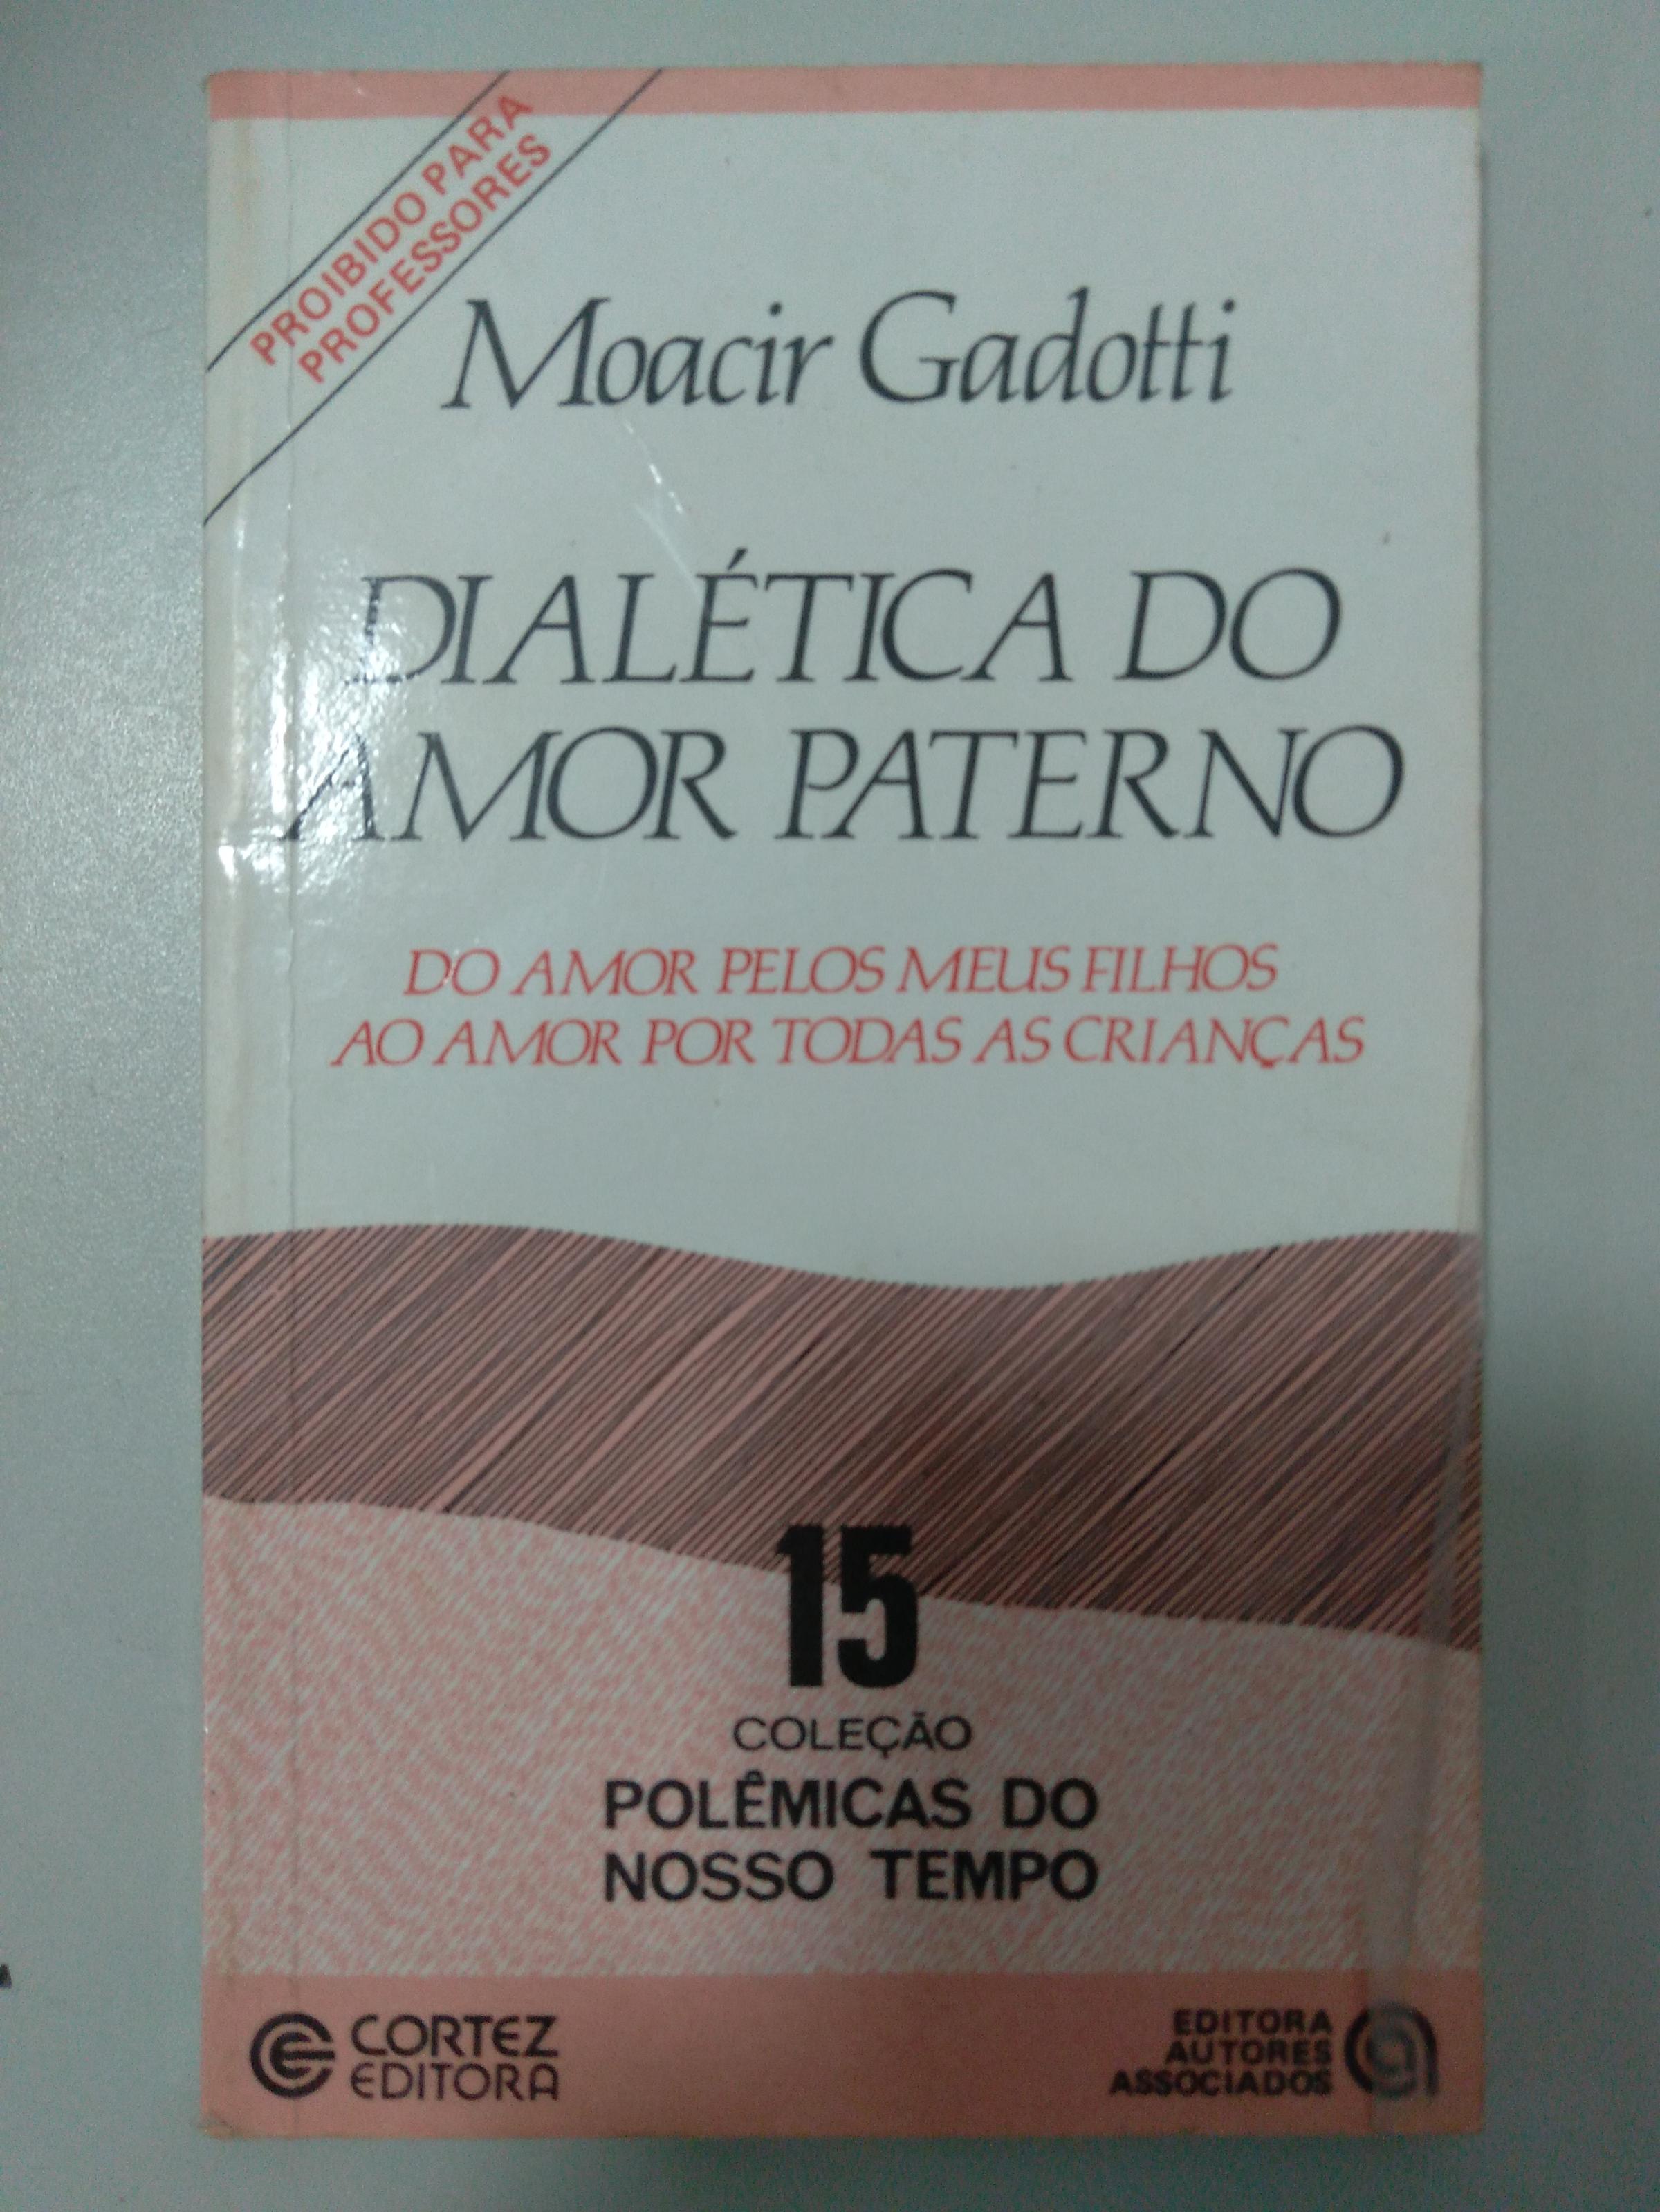 PROIBIDO PARA
PROFESSORES
Moacir Gadotti
DIALÉTICA DO
AMOR PATERNO
DO AMOR PELOS MEUS FILHOS
AO AMOR POR TODAS AS CRIANÇAS
15
COLEÇÃO
POLÊMICAS DO
NOSSO TEMPO
CORTEZ
EDITORA
EDITORA
AUTORES
ASSOCIADOS